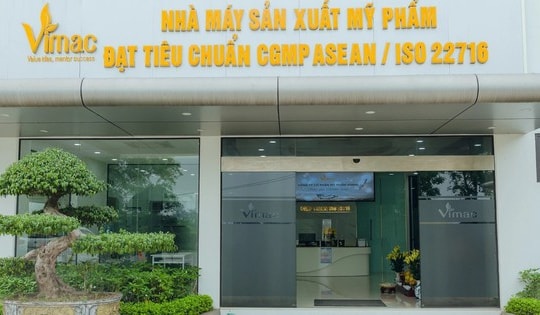 Vimac
NHÀ MÁY SẢN XUẤT MỸ PHẨM
ĐẠT TIÊU CHUẨN CGMP ASEAN / ISO 22716
Vimac
Vimac